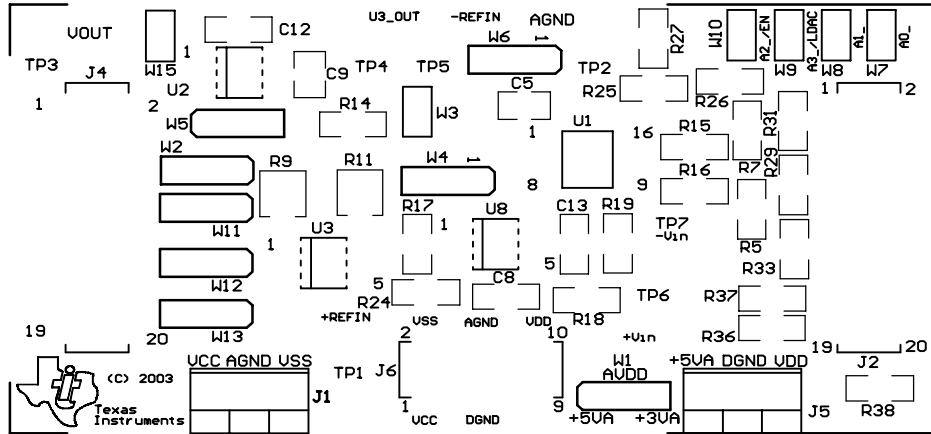 VOUT
C12
U3_OUT
-REFIN
AGND
W6
1
R27
W10
A2_/EN
W9
A3_/LDAC
W8
A1_
W7
A0_
TP3
J4
W15
1
U2
C9
TP4
TP5
TP2
R25
R26
1
2
1
2
W5
R14
W3
C5
1
U1
16
R15
R7
R31
W2
R9
R11
W4
1
8
9
R16
R29
W11
1
U3
R17
1
U8
C13
R19
TP7
-Vin
R5
W12
5
R24
C8
5
R18
TP6
R33
R37
W13
+REFIN
VSS
AGND
VDD
+Vin
R36
19
20
2
10
19
20
VCC AGND VSS
TP1
J6
W1
AVDD
+5VA DGND VDD
J2
(C) 2003
Texas
Instruments
J1
1
VCC
DGND
9
+5VA
+3VA
J5
R38